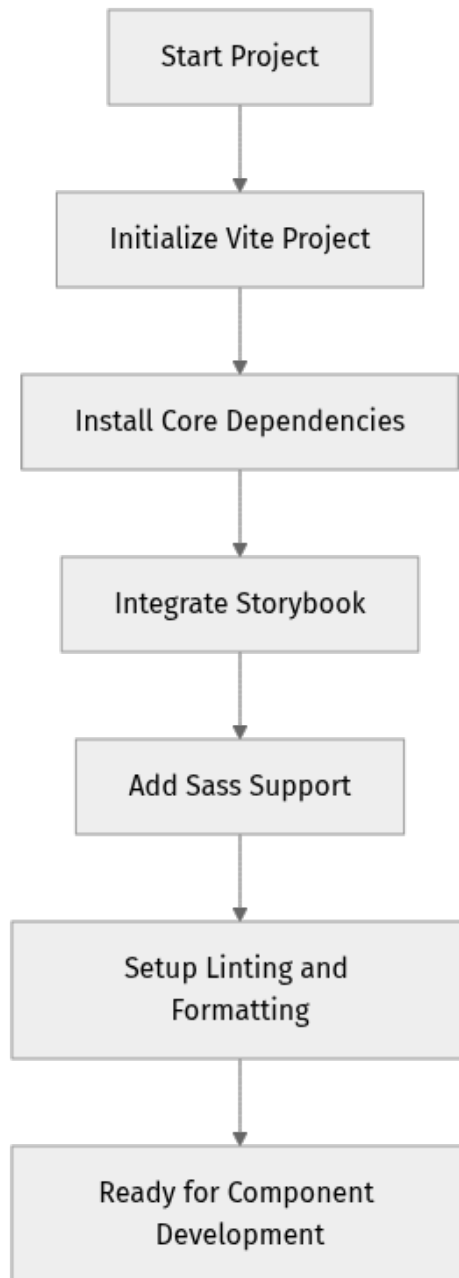 Start Project
Initialize Vite Project
Install Core Dependencies
Integrate Storybook
Add Sass Support
Setup Linting and
Formatting
Ready for Component
Development